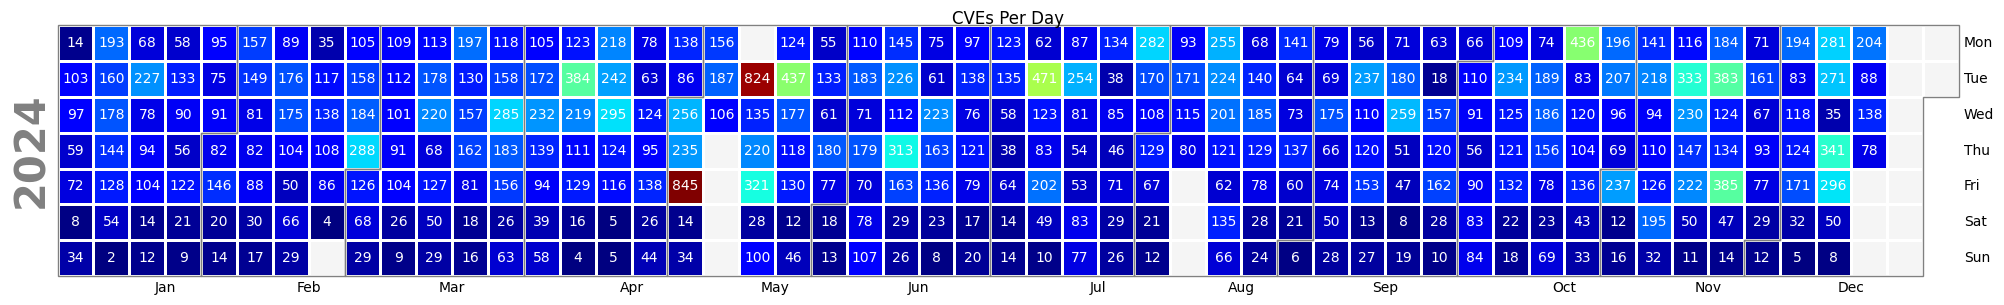 CVEs Per Day
14 193 68 58 95 157 89 35 105 109 113 197 118 105 123 218 78 138 156 124 55 110 145 75 97 123 62 87 134 282 93 255 68 141 79 56 71 63 66 109 74 436 196 141 116 184 71 194 281 204 Mon
103 160 227 133 75 149 176 117 158 112 178 130 158 172 384 242 63 86 187 824 437 133 183 226 61 138 135 471 254 38 170 171 224 140 64 69 237 180 18 110 234 189 83 207 218 333 383 161 83 271 88 Tue
97 178 78 90 91 81 175 138 184 101 220 157 285 232 219 295 124 256 106 135 177 61 71 112 223 76 58 123 81 85 108 115 201 185 73 175 110 259 157 91 125 186 120 96 94 230 124 67 118 35 138 Wed
59 144 94 56 82 82 104 108 288 91 68 162 183 139 111 124 95 235 220 118 180 179 313 163 121 38 83 54 46 129 80 121 129 137 66 120 51 120 56 121 156 104 69 110 147 134 93 124 341 78 Thu
72 128 104 122 146 88 50 86 126 104 127 81 156 94 129 116 138 845 321 130 77 70 163 136 79 64 202 53 71 67 62 78 60 74 153 47 162 90 132 78 136 237 126 222 385 77 171 296 Fri
8 54 14 21 20 30 66 4 68 26 50 18 26 39 16 5 26 14 28 12 18 78 29 23 17 14 49 83 29 21 135 28 21 50 13 8 28 83 22 23 43 12 195 50 47 29 32 50 Sat
34 2 12 9 14 17 29 29 9 29 16 63 58 4 5 44 34 100 46 13 107 26 8 20 14 10 77 26 12 66 24 6 28 27 19 10 84 18 69 33 16 32 11 14 12 5 8 Sun
2024
Jan Feb Mar Apr May Jun Jul Aug Sep Oct Nov Dec